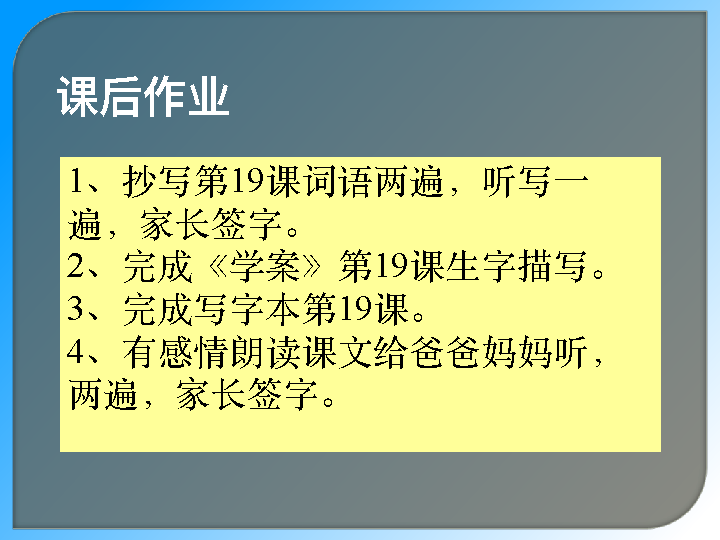 课后作业
1、抄写第19课词语两遍，听写一
遍，家长签字。
2、完成《学案》第19课生字描写。
3、完成写字本第19课。
4、有感情朗读课文给爸爸妈妈听，
两遍，家长签字。